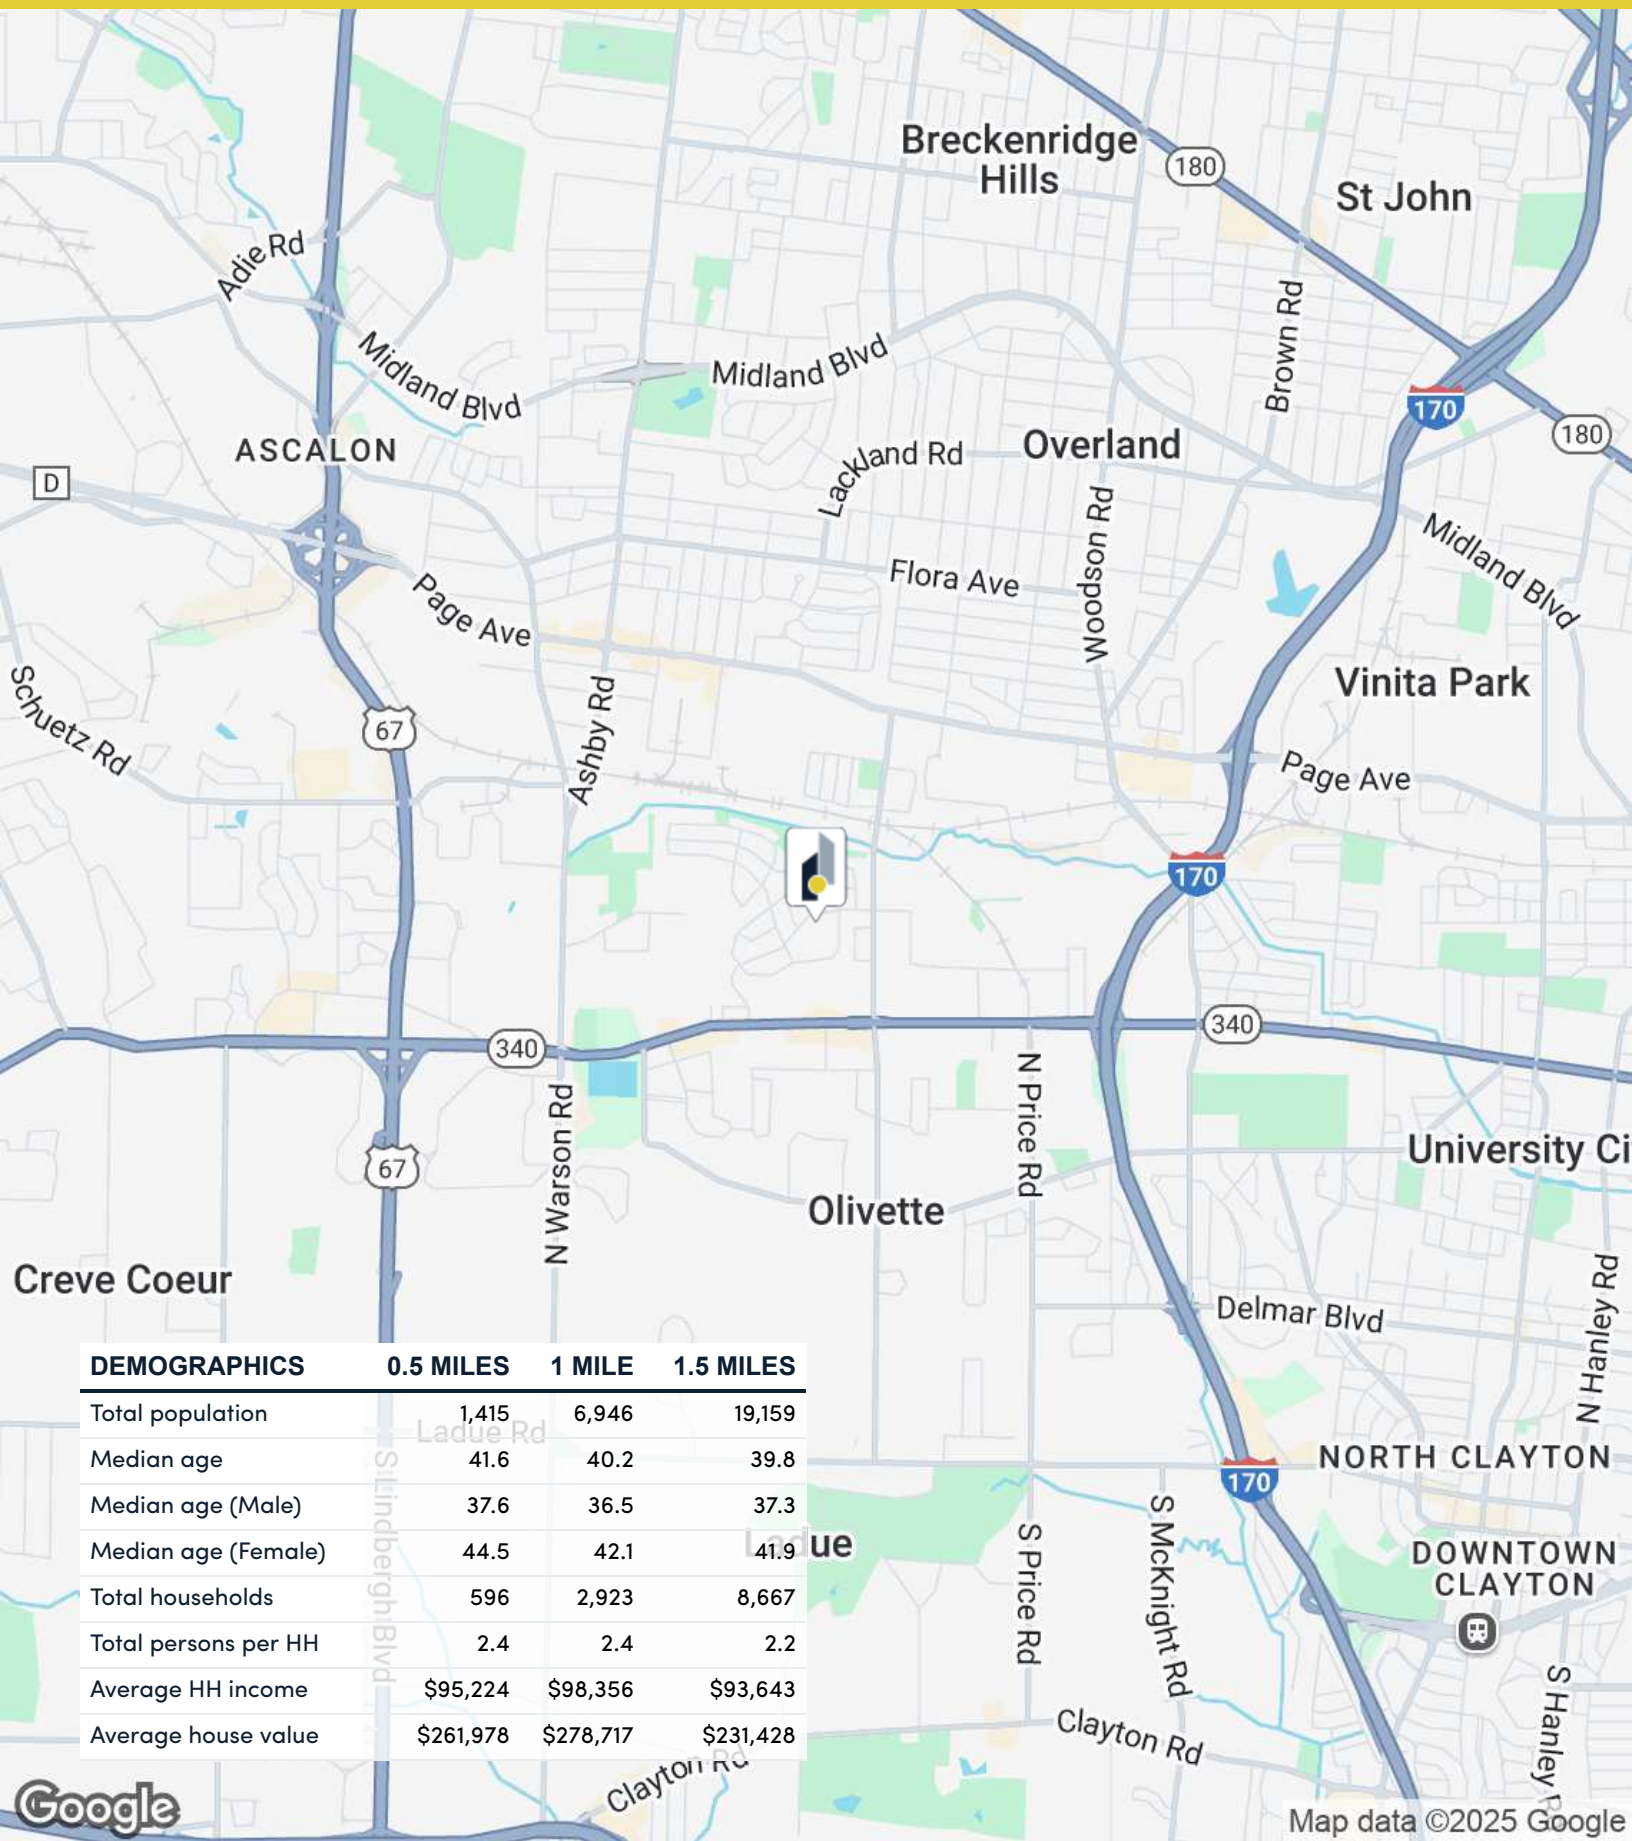 Breckenridge
Hills
180
St John
Adie Rd
Brown Rd
Midland Blvd
Midland Blvd
170
180
ASCALON
Lackland Rd
Overland
D
Woodson Rd
Midland Blvd
Flora Ave
Page Ave
Schuetz Rd
Ashby Rd
Vinita Park
67
Page Ave
170
340
340
N Warson Rd
N Price Rd
67
University Ci
Olivette
Creve Coeur
N Hanley Rd
Delmar Blvd
DEMOGRAPHICS 0.5 MILES 1 MILE 1.5 MILES
Total population 1,415 6,946 19,159
Ladue Rd
Median age 41.6 40.2 39.8
Median age (Male) 37.6 36.5 37.3
Median age (Female) 44.5 42.1 41.9
Total households 596 2,923 8,667
Total persons per HH 2.4 2.4 2.2
Average HH income $95,224 $98,356 $93,643
Average house value $261,978 $278,717 $231,428
S Lindbergh Blvd
Ladue
NORTH CLAYTON
170
S Price Rd
S McKnight Rd
DOWNTOWN
CLAYTON
S Hanley R
Clayton Rd
Clayton Rd
Google
Map data ©2025 Google